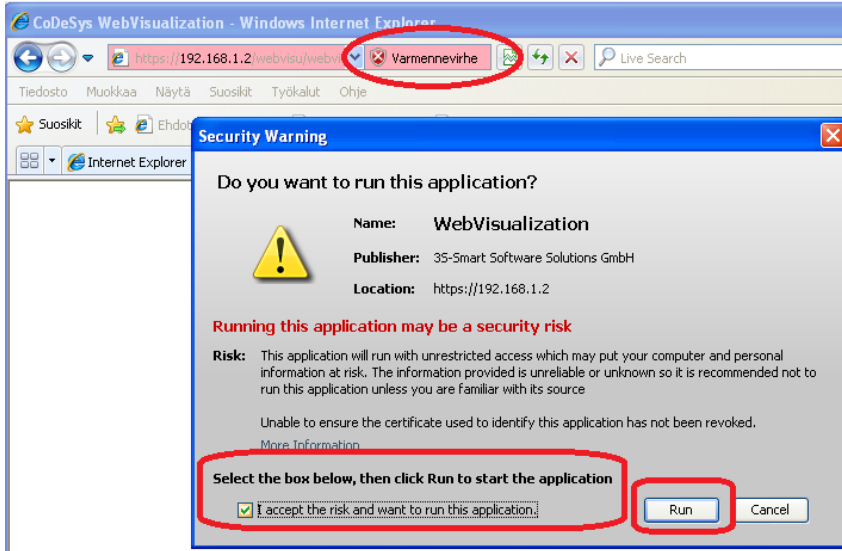 CoDeSys WebVisualization - Windows Internet Explorer
https://192.168.1.2/webvisu/webvi Varmennevirhe Live Search
Tiedosto Muokkaa Näytä Suosikit Työkalut Ohje
Suosikit Ehdot
Internet Explorer
Security Warning
Do you want to run this application?
Name: WebVisualization
Publisher: 3S-Smart Software Solutions GmbH
Location: https://192.168.1.2
Running this application may be a security risk
Risk: This application will run with unrestricted access which may put your computer and personal
information at risk. The information provided is unreliable or unknown so it is recommended not to
run this application unless you are familiar with its source
Unable to ensure the certificate used to identify this application has not been revoked.
More Information
Select the box below, then click Run to start the application
I accept the risk and want to run this application.
Run Cancel